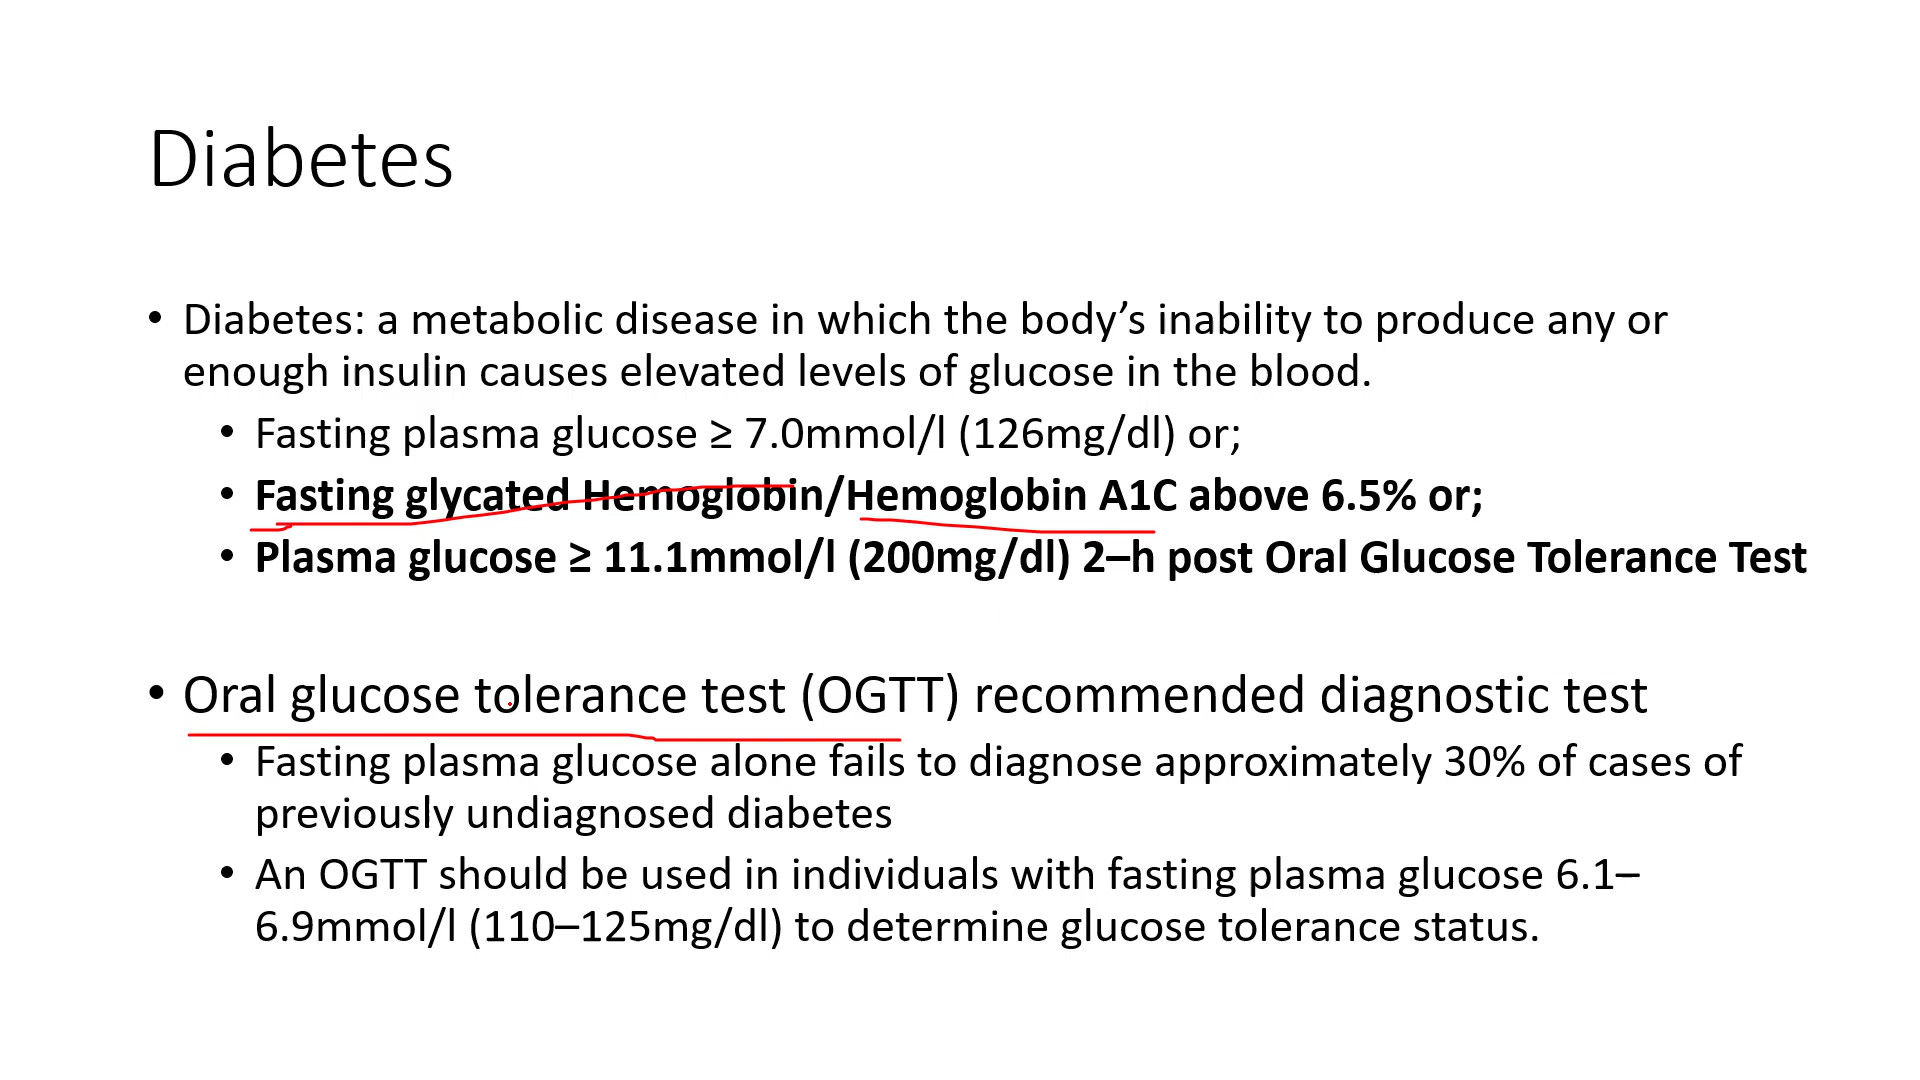 Diabetes
• Diabetes: a metabolic disease in which the body’s inability to produce any or
enough insulin causes elevated levels of glucose in the blood.
• Fasting plasma glucose ≥ 7.0mmol/l (126mg/dl) or;
• Fasting glycated Hemoglobin/Hemoglobin A1C above 6.5% or;
• Plasma glucose ≥ 11.1mmol/l (200mg/dl) 2–h post Oral Glucose Tolerance Test
• Oral glucose tolerance test (OGTT) recommended diagnostic test
• Fasting plasma glucose alone fails to diagnose approximately 30% of cases of
previously undiagnosed diabetes
• An OGTT should be used in individuals with fasting plasma glucose 6.1–
6.9mmol/l (110–125mg/dl) to determine glucose tolerance status.